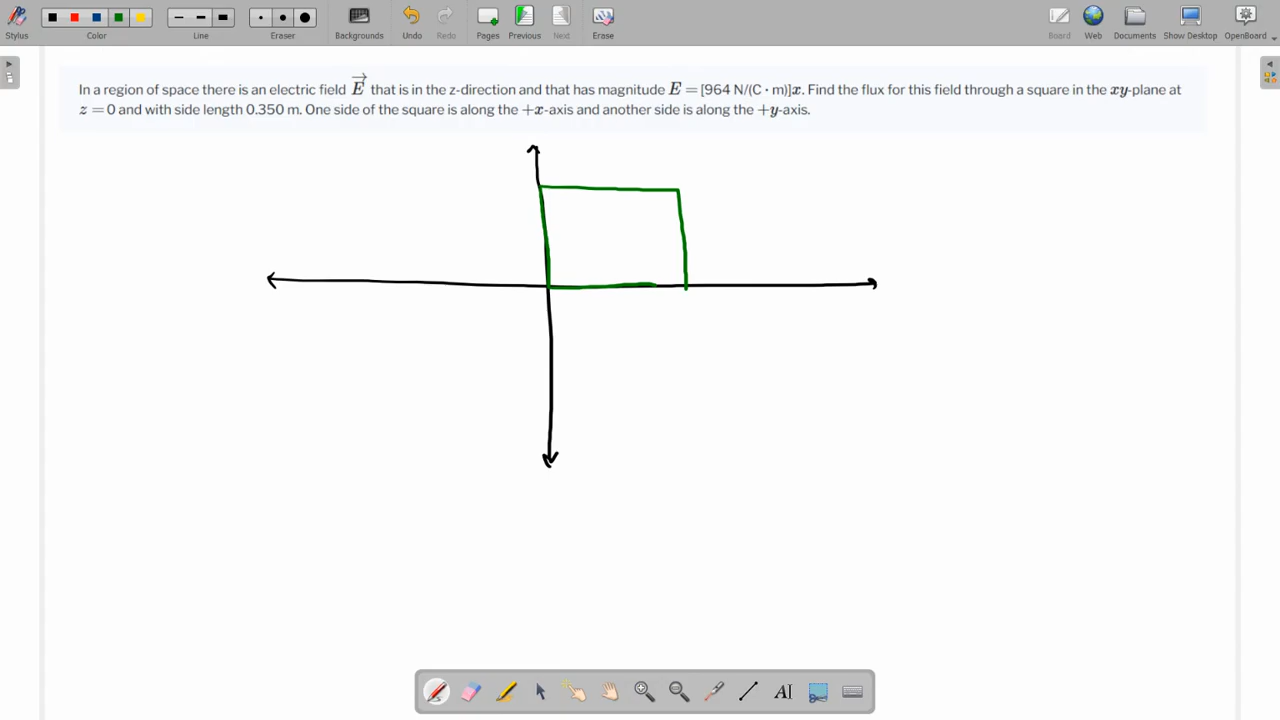 Stylus Color Line Eraser Backgrounds Undo Redo Pages Previous Next Erase Board Web Documents Show Desktop OpenBoard
In a region of space there is an electric field $\overrightarrow{E}$ that is in the z-direction and that has magnitude E = [964 N/(C · m)]x. Find the flux for this field through a square in the xy-plane at
z = 0 and with side length 0.350 m. One side of the square is along the +x-axis and another side is along the +y-axis.
AI